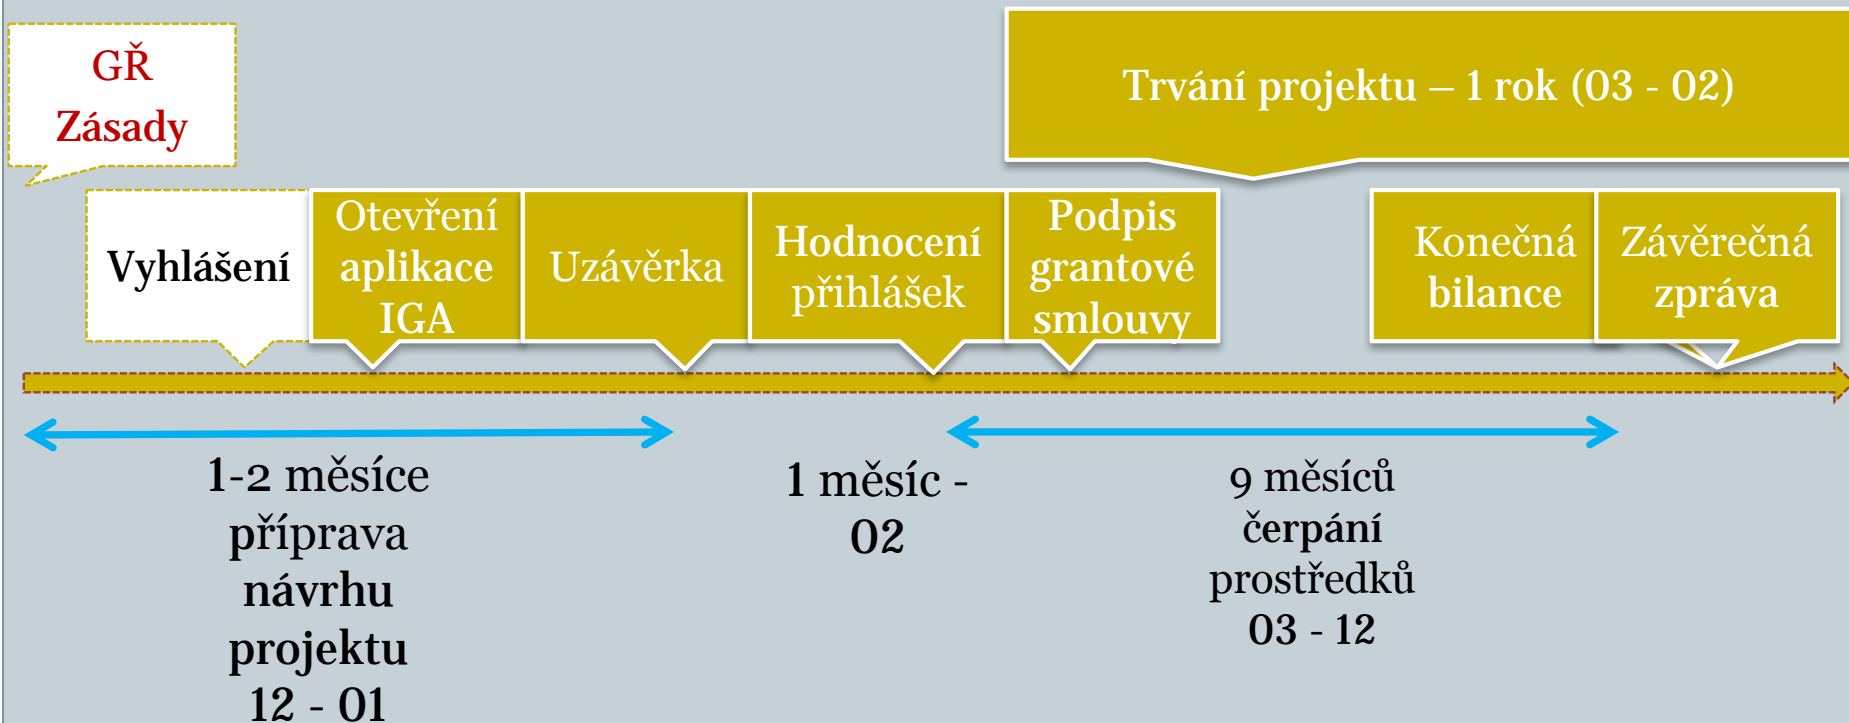 GŘ
Zásady
Trvání projektu – 1 rok (03 - 02)
Vyhlášení
Otevření
aplikace
IGA
Uzávěrka
Hodnocení
přihlášek
Podpis
grantové
smlouvy
Konečná
bilance
Závěrečná
zpráva
1-2 měsíce
příprava
návrhu
projektu
12 - 01
1 měsíc -
02
9 měsíců
čerpání
prostředků
03 - 12